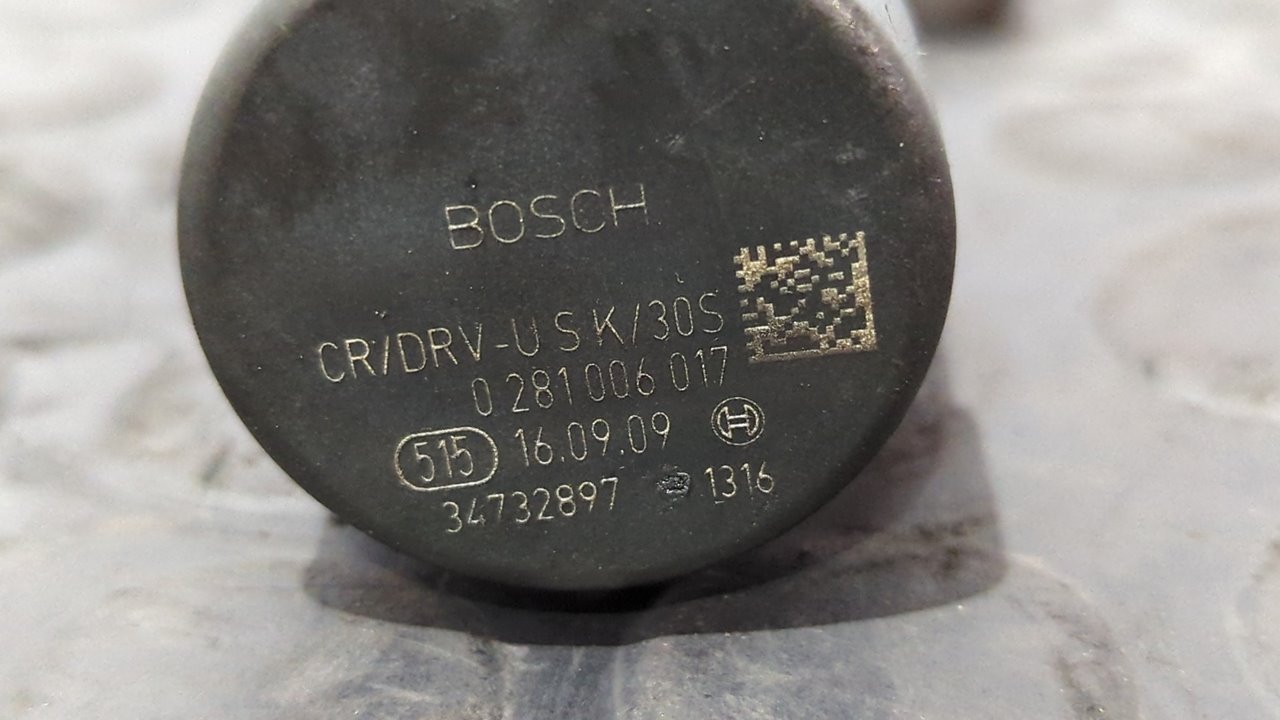 BOSCH
CR/DRV-U S K/30S
0 281 006 017
515 16.09.09
34732897 1316